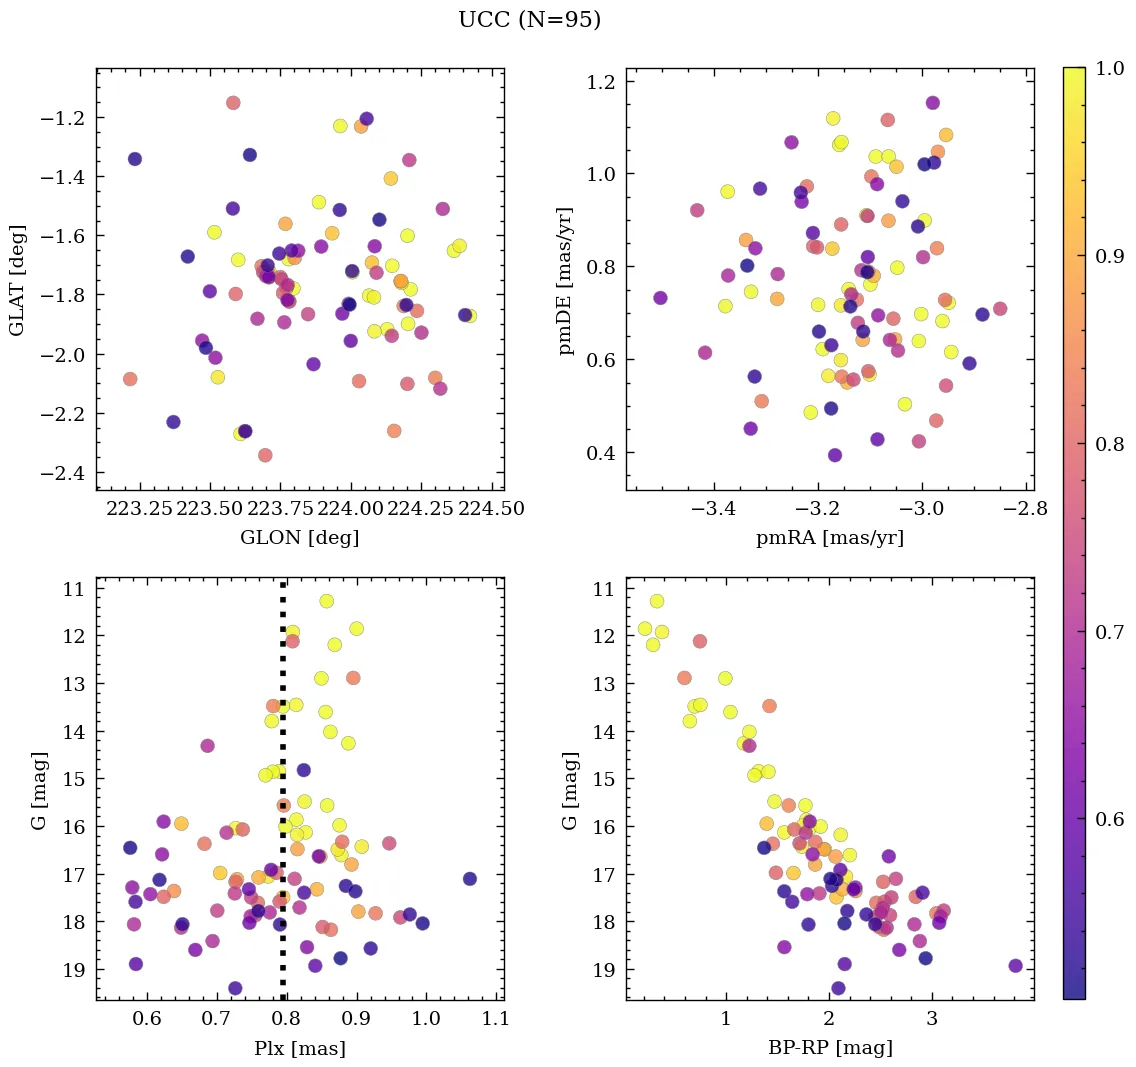 UCC (N=95)
−1.2
−1.4
−1.6
−1.8
−2.0
−2.2
−2.4
GLAT [deg]
223.25 223.50 223.75 224.00 224.25 224.50
GLON [deg]
1.2
1.0
0.8
0.6
0.4
pmDE [mas/yr]
−3.4 −3.2 −3.0 −2.8
pmRA [mas/yr]
1.0
0.9
0.8
0.7
0.6
11
12
13
14
15
16
17
18
19
G [mag]
0.6 0.7 0.8 0.9 1.0 1.1
Plx [mas]
11
12
13
14
15
16
17
18
19
G [mag]
1 2 3
BP-RP [mag]